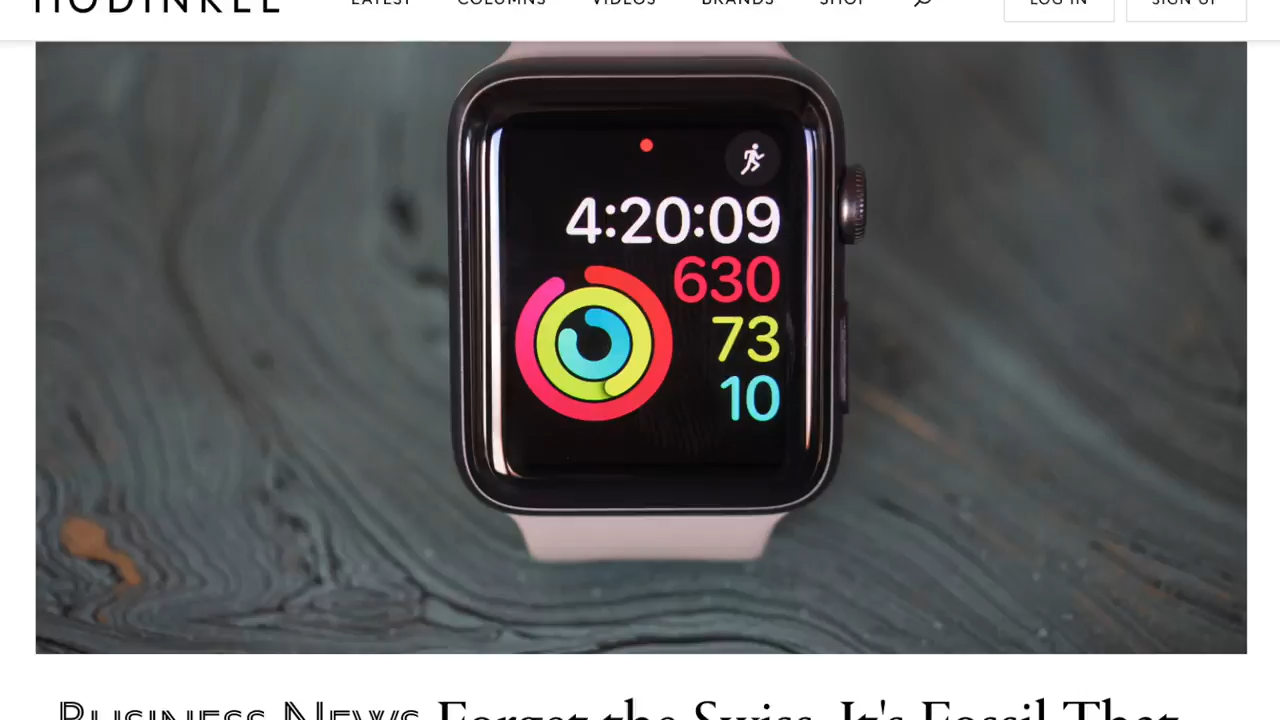 HODINKEE LATEST COLUMNS VIDEOS BRANDS SHOP LOG IN SIGN UP
4:20:09
630
73
10
BUSINESS NEWS Forget the Swiss, It's Fossil That